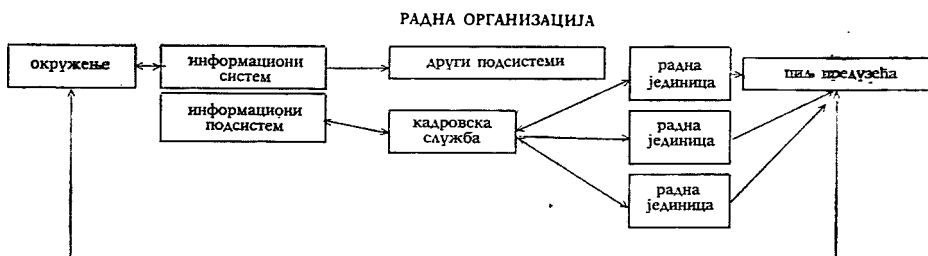 РАДНА ОРГАНИЗАЦИЈА
окружење
информациони
систем
други подсистеми
радна
јединица
циљ предузећа
информациони
подсистем
кадровска
служба
радна
јединица
радна
јединица